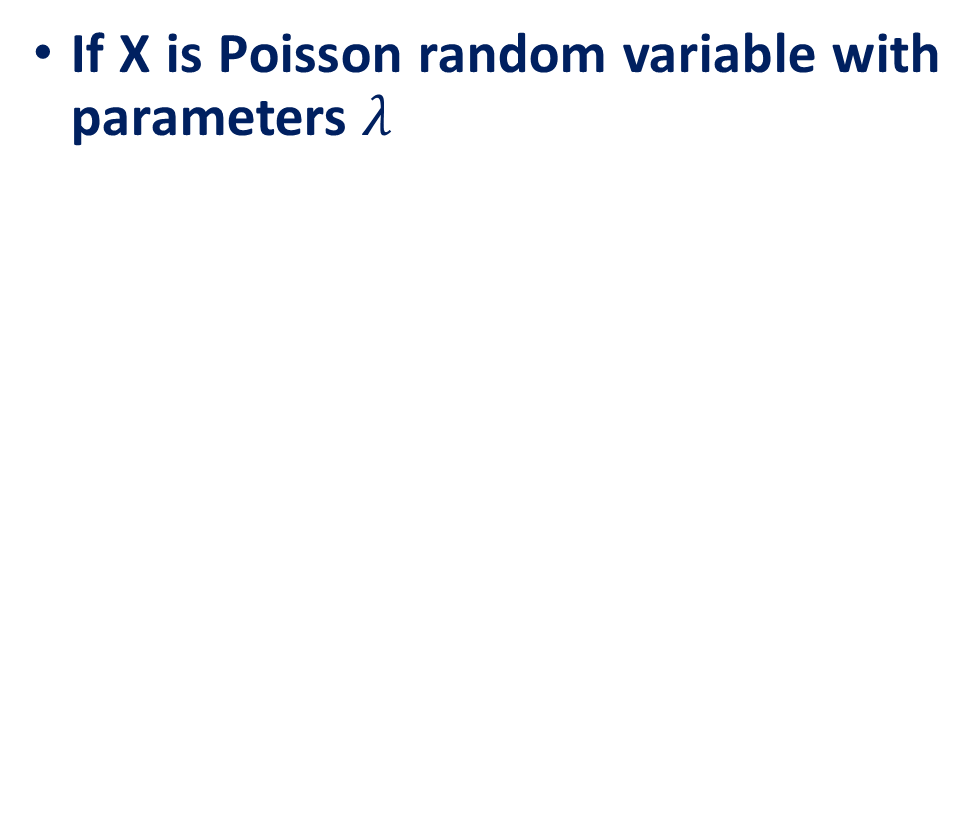 • If X is Poisson random variable with
parameters λ